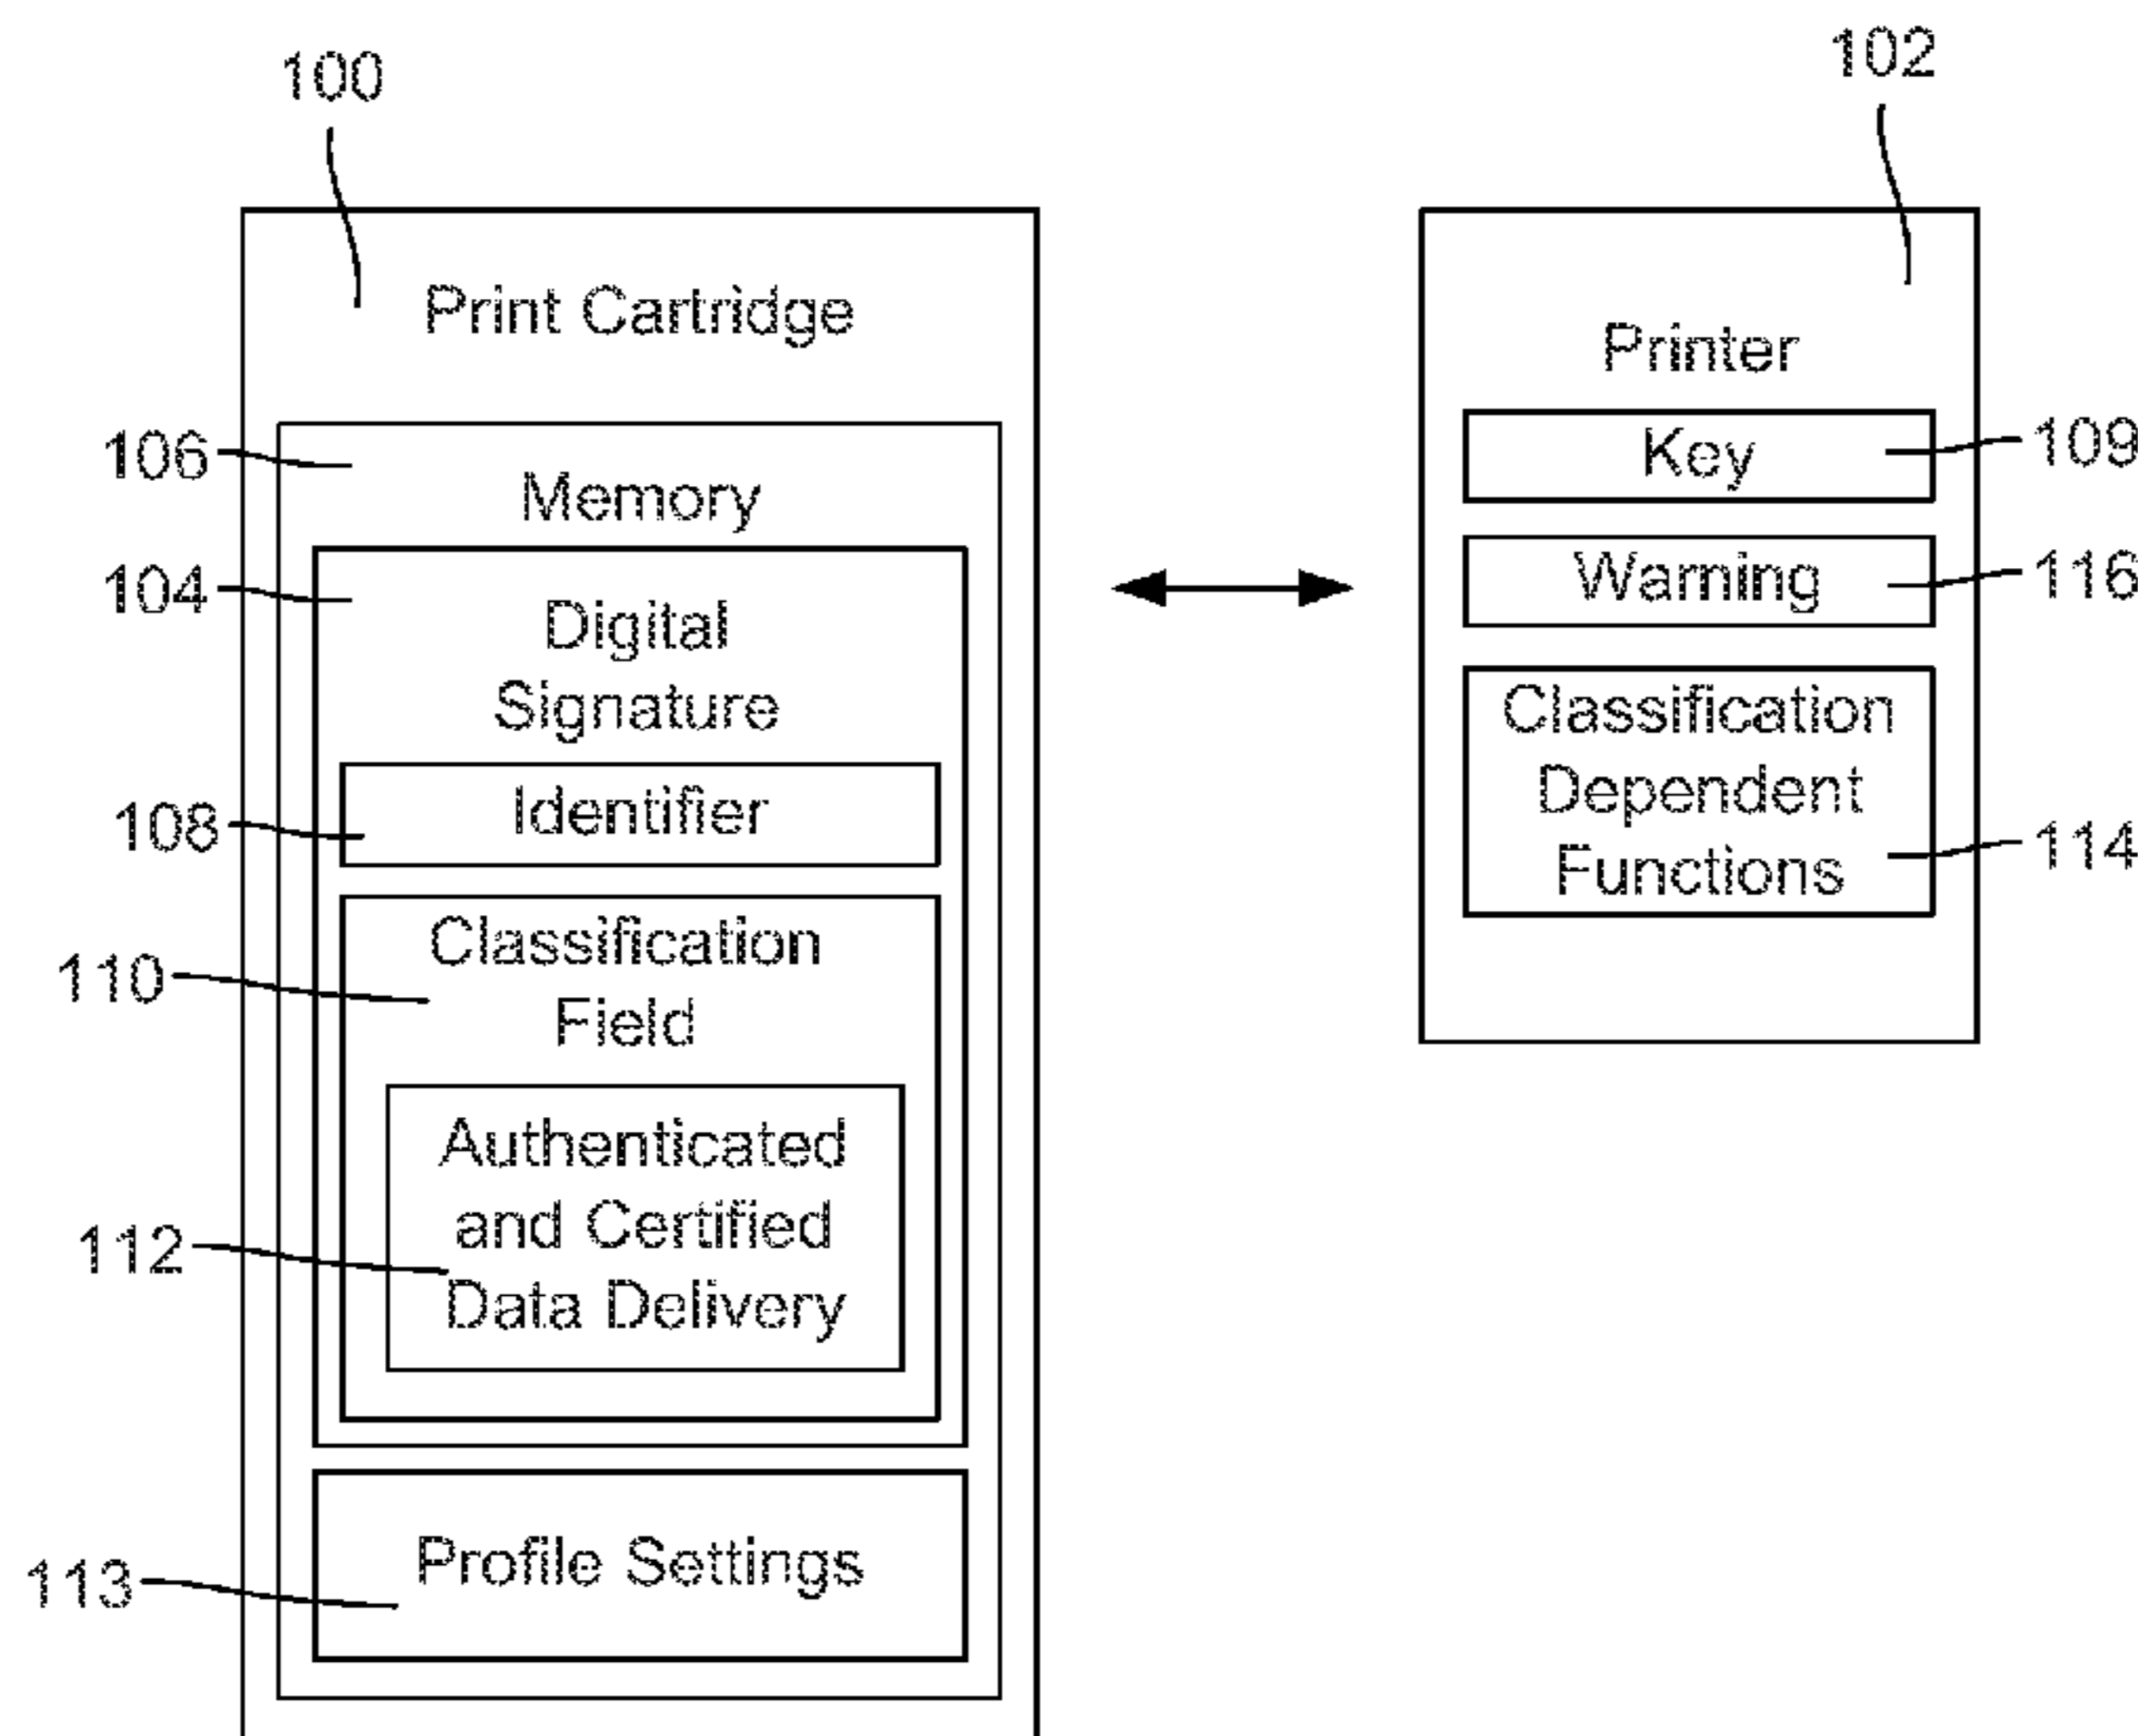 100
102
Print Cartridge
Printer
106
Memory
Key
109
104
Digital
Signature
Warning
116
108
Identifier
Classification
Dependent
Functions
114
110
Classification
Field
112
Authenticated
and Certified
Data Delivery
113
Profile Settings